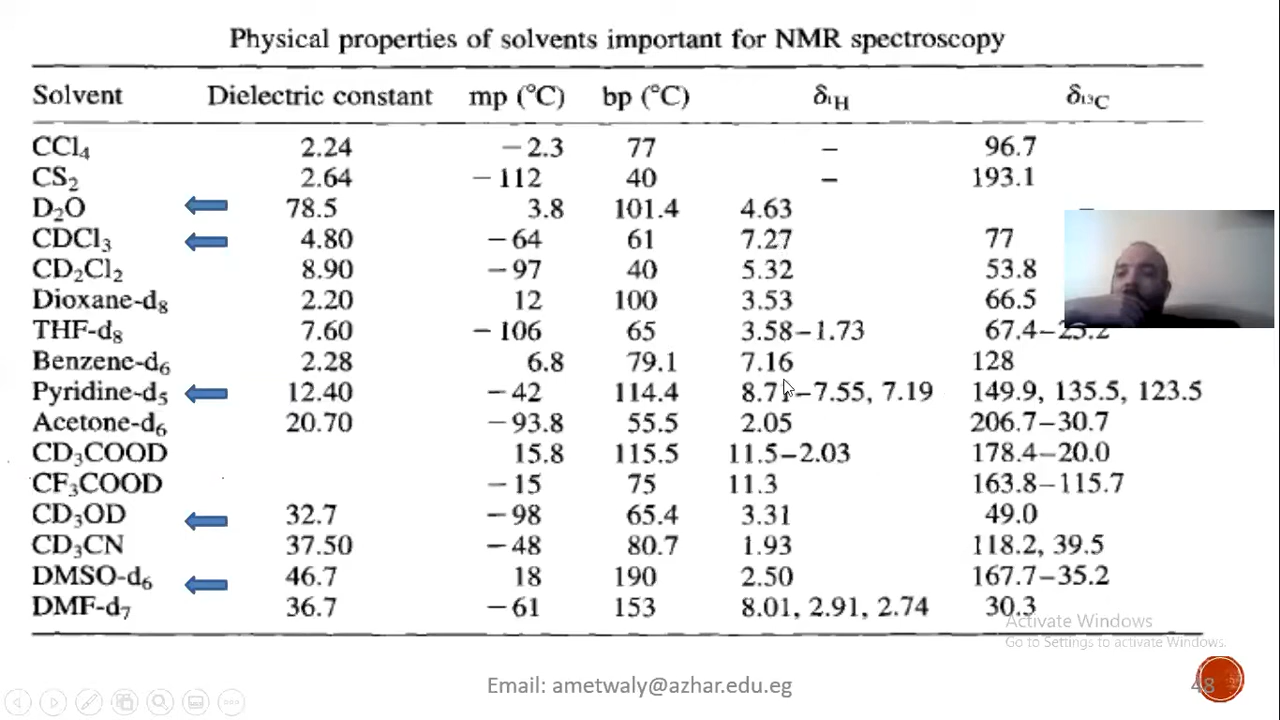 Physical properties of solvents important for NMR spectroscopy
Solvent Dielectric constant mp (°C) bp (°C) δ¹H δ¹³C
CCl₄ 2.24 −2.3 77 – 96.7
CS₂ 2.64 −112 40 – 193.1
D₂O 78.5 3.8 101.4 4.63 –
CDCl₃ 4.80 −64 61 7.27 77
CD₂Cl₂ 8.90 −97 40 5.32 53.8
Dioxane-d₈ 2.20 12 100 3.53 66.5
THF-d₈ 7.60 −106 65 3.58–1.73 67.4–25.2
Benzene-d₆ 2.28 6.8 79.1 7.16 128
Pyridine-d₅ 12.40 −42 114.4 8.71–7.55, 7.19 149.9, 135.5, 123.5
Acetone-d₆ 20.70 −93.8 55.5 2.05 206.7–30.7
CD₃COOD 15.8 115.5 11.5–2.03 178.4–20.0
CF₃COOD −15 75 11.3 163.8–115.7
CD₃OD 32.7 −98 65.4 3.31 49.0
CD₃CN 37.50 −48 80.7 1.93 118.2, 39.5
DMSO-d₆ 46.7 18 190 2.50 167.7–35.2
DMF-d₇ 36.7 −61 153 8.01, 2.91, 2.74 30.3
Activate Windows
Go to Settings to activate Windows.
Email: ametwaly@azhar.edu.eg
48